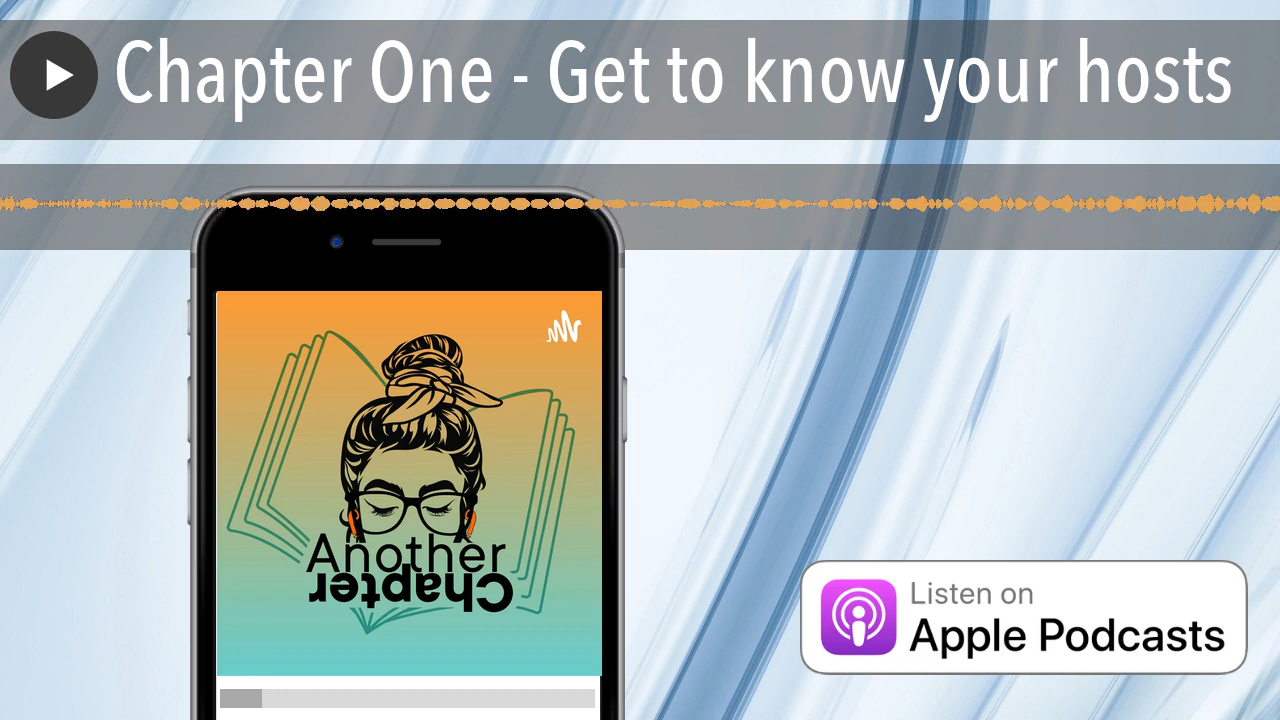 Chapter One - Get to know your hosts
Another
Chapter
Listen on
Apple Podcasts